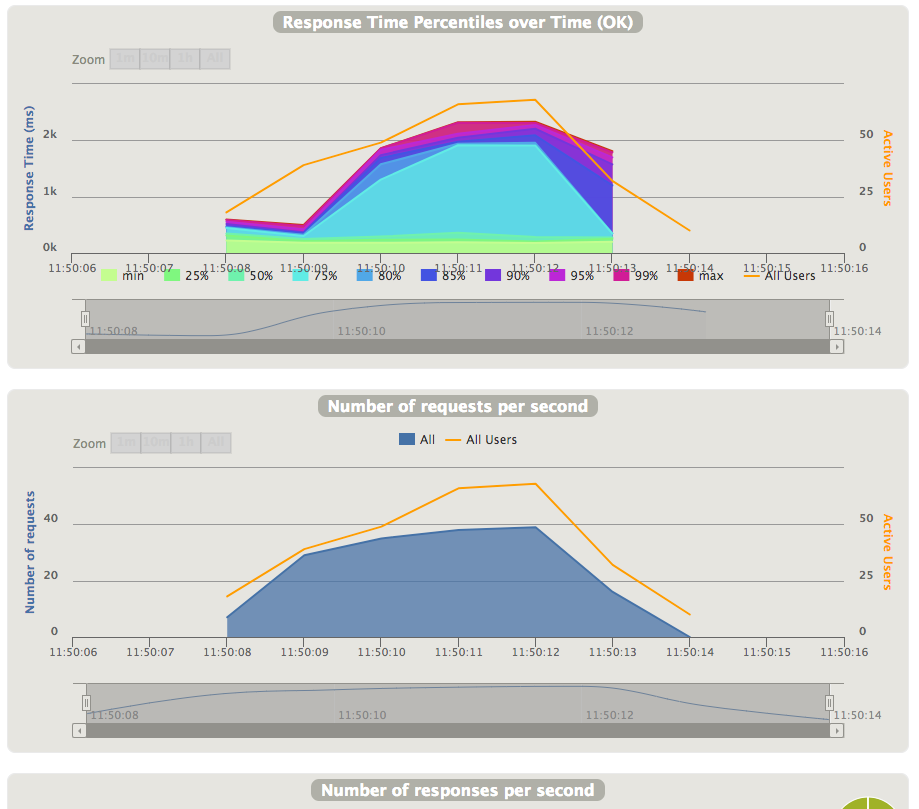 Response Time Percentiles over Time (OK)
Zoom 1m 10m 1h All
Response Time (ms)
2k
1k
0k
50
25
0
Active Users
11:50:06 11:50:07 11:50:08 11:50:09 11:50:10 11:50:11 11:50:12 11:50:13 11:50:14 11:50:15 11:50:16
min 25% 50% 75% 80% 85% 90% 95% 99% max All Users
11:50:08 11:50:10 11:50:12 11:50:14
Number of requests per second
Zoom 1m 10m 1h All
All All Users
Number of requests
40
20
0
50
25
0
Active Users
11:50:06 11:50:07 11:50:08 11:50:09 11:50:10 11:50:11 11:50:12 11:50:13 11:50:14 11:50:15 11:50:16
11:50:08 11:50:10 11:50:12 11:50:14
Number of responses per second